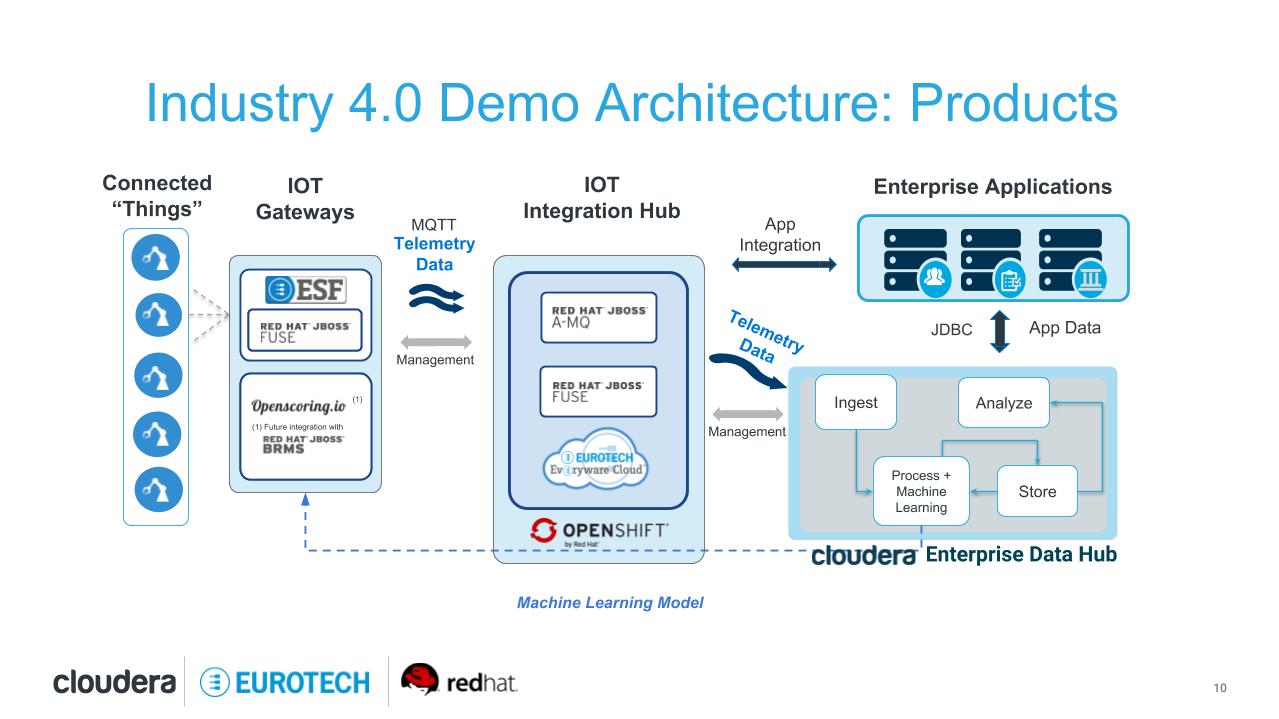 Industry 4.0 Demo Architecture: Products
Connected
“Things”
IOT
Gateways
ESF
RED HAT® JBOSS®
FUSE
Openscoring.io (1)
(1) Future integration with
RED HAT® JBOSS®
BRMS
MQTT
Telemetry
Data
Management
IOT
Integration Hub
RED HAT® JBOSS®
A-MQ
RED HAT® JBOSS®
FUSE
EUROTECH
Everyware Cloud™
OPENSHIFT®
by Red Hat®
App
Integration
Telemetry
Data
Management
Enterprise Applications
JDBC
App Data
Ingest
Analyze
Process +
Machine
Learning
Store
cloudera Enterprise Data Hub
Machine Learning Model
cloudera
EUROTECH
redhat.
10